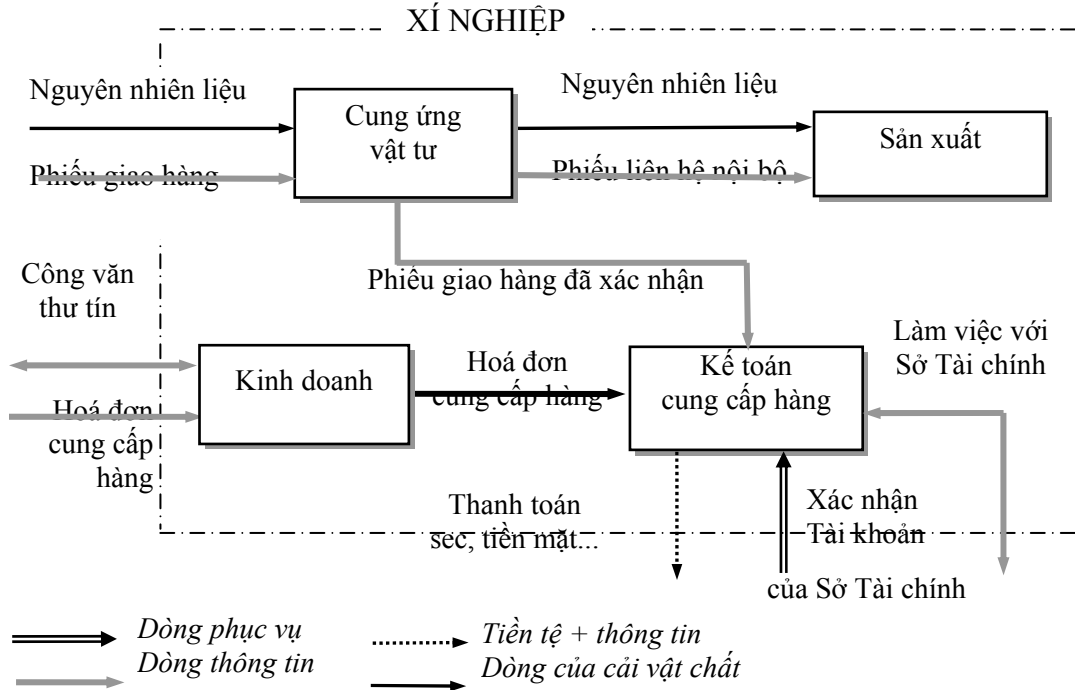 XÍ NGHIỆP
Nguyên nhiên liệu
Nguyên nhiên liệu
Cung ứng
vật tư
Sản xuất
Phiếu giao hàng
Phiếu liên hệ nội bộ
Công văn
thư tín
Phiếu giao hàng đã xác nhận
Làm việc với
Sở Tài chính
Kinh doanh
Hoá đơn
cung cấp hàng
Kế toán
cung cấp hàng
Hoá đơn
cung cấp
hàng
Thanh toán
sec, tiền mặt...
Xác nhận
Tài khoản
của Sở Tài chính
Dòng phục vụ
Dòng thông tin
Tiền tệ + thông tin
Dòng của cải vật chất